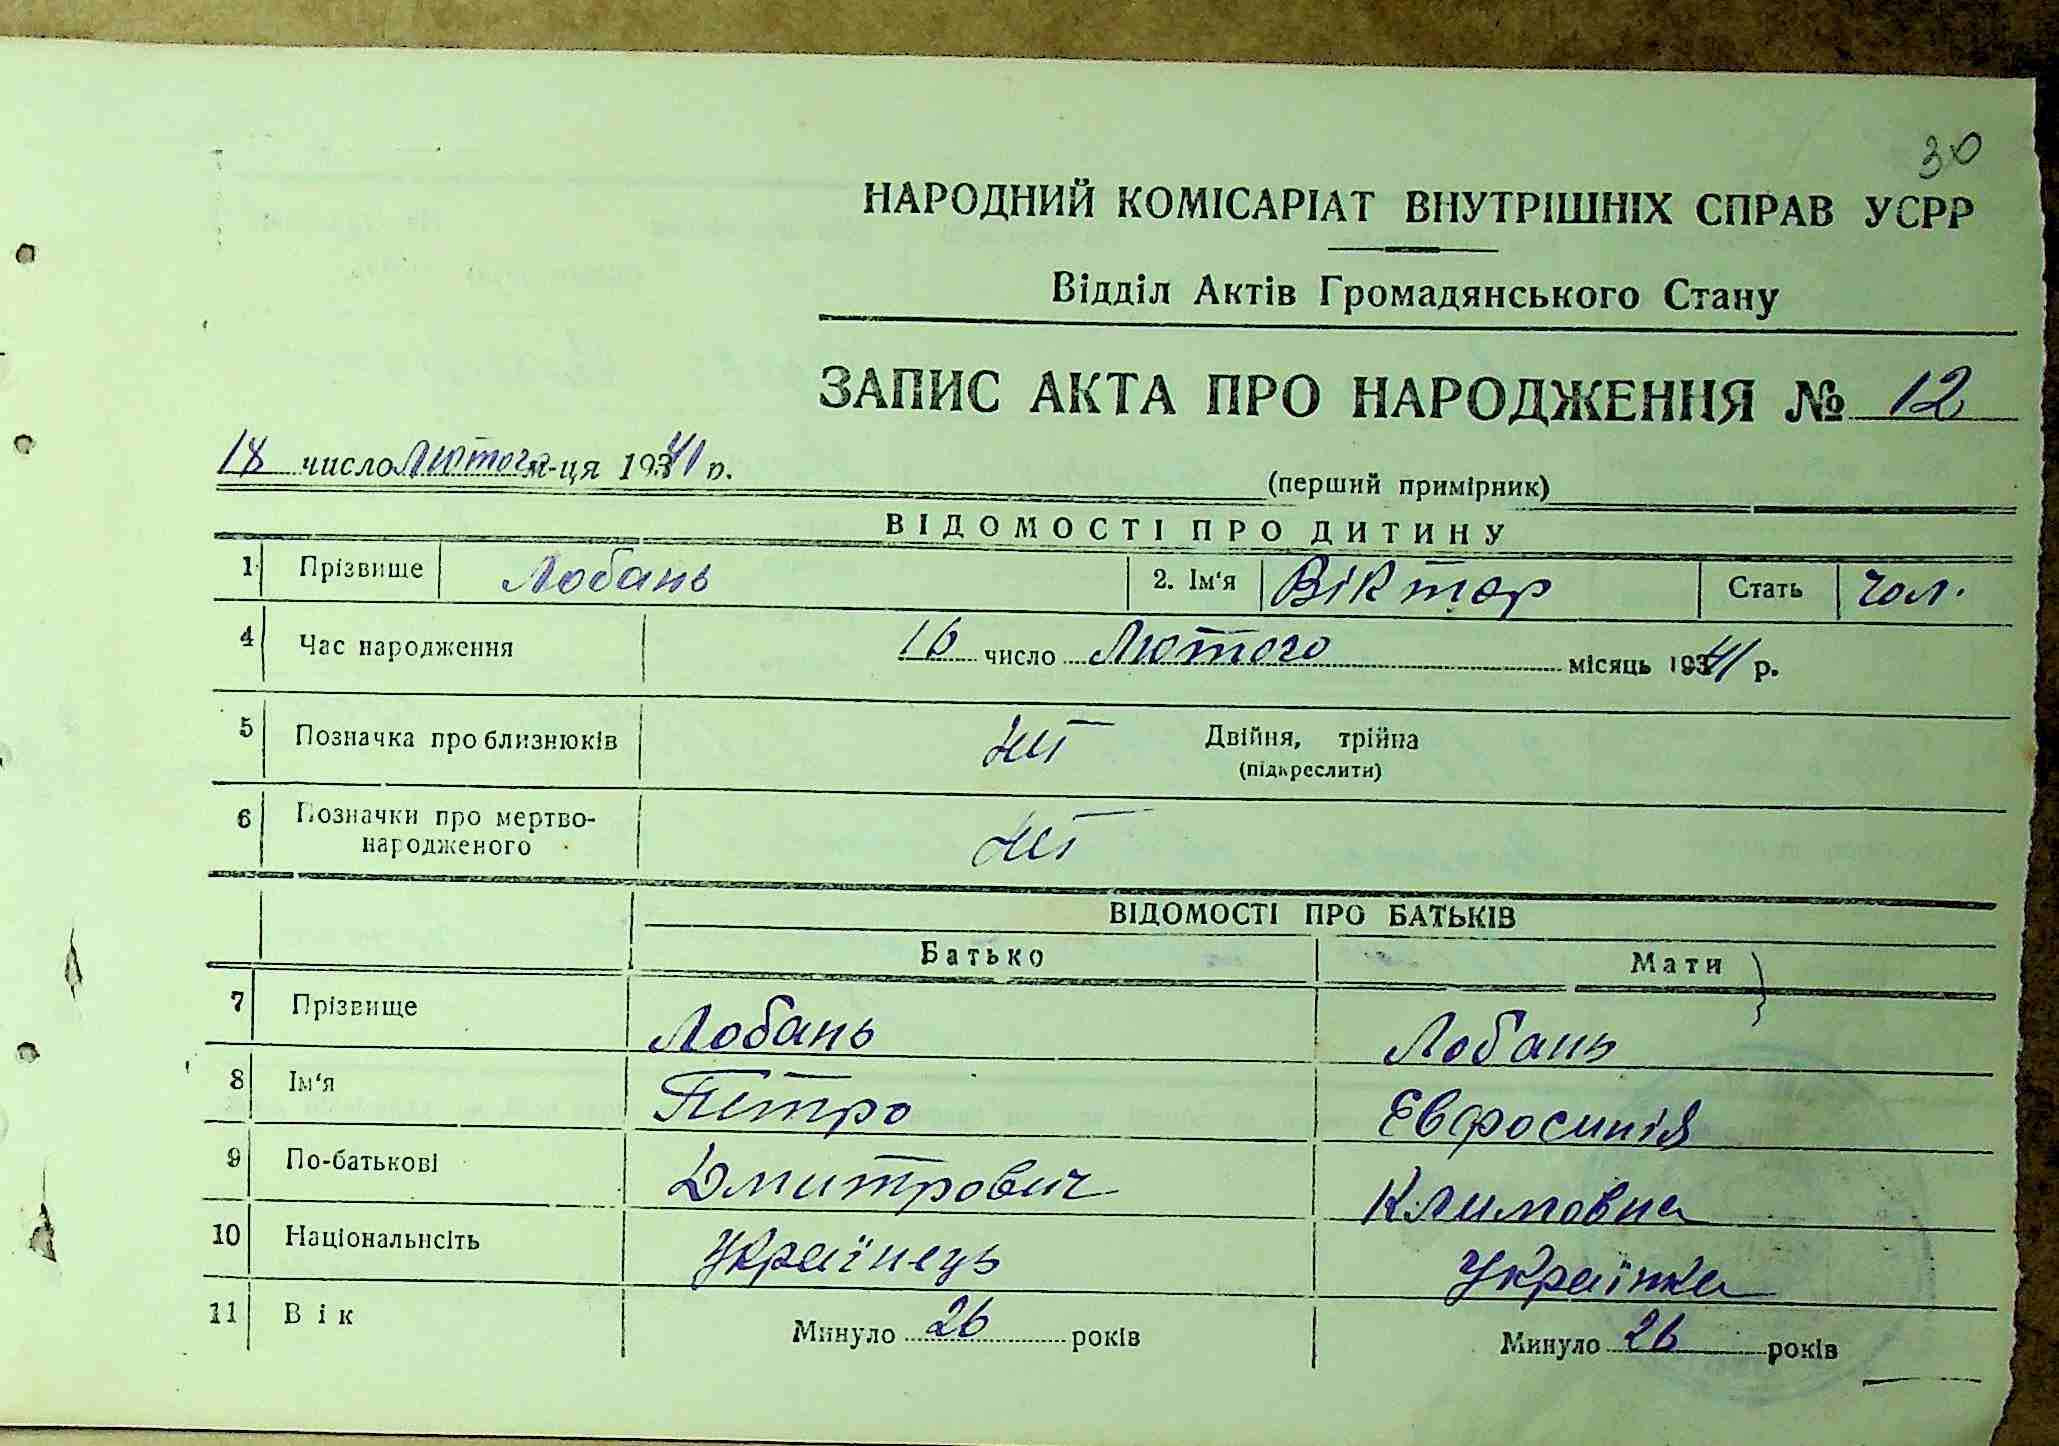 30
НАРОДНИЙ КОМІСАРІАТ ВНУТРІШНІХ СПРАВ УСРР
Відділ Актів Громадянського Стану
ЗАПИС АКТА ПРО НАРОДЖЕННЯ № 12
18 число Лютого м-ця 1941 р.
(перший примірник)
ВІДОМОСТІ ПРО ДИТИНУ
1 Прізвище Лобань 2. Ім'я Віктор Стать чол.
4 Час народження 16 число Лютого місяць 1941 р.
5 Позначка про близнюків ні Двійня, трійна
(підкреслити)
6 Позначки про мертво-
народженого ні
ВІДОМОСТІ ПРО БАТЬКІВ
Батько Мати
7 Прізвище Лобань Лобань
8 Ім'я Петро Євфросинія
9 По-батькові Дмитрович Климовна
10 Національність Українець Українка
11 Вік Минуло 26 років Минуло 26 років